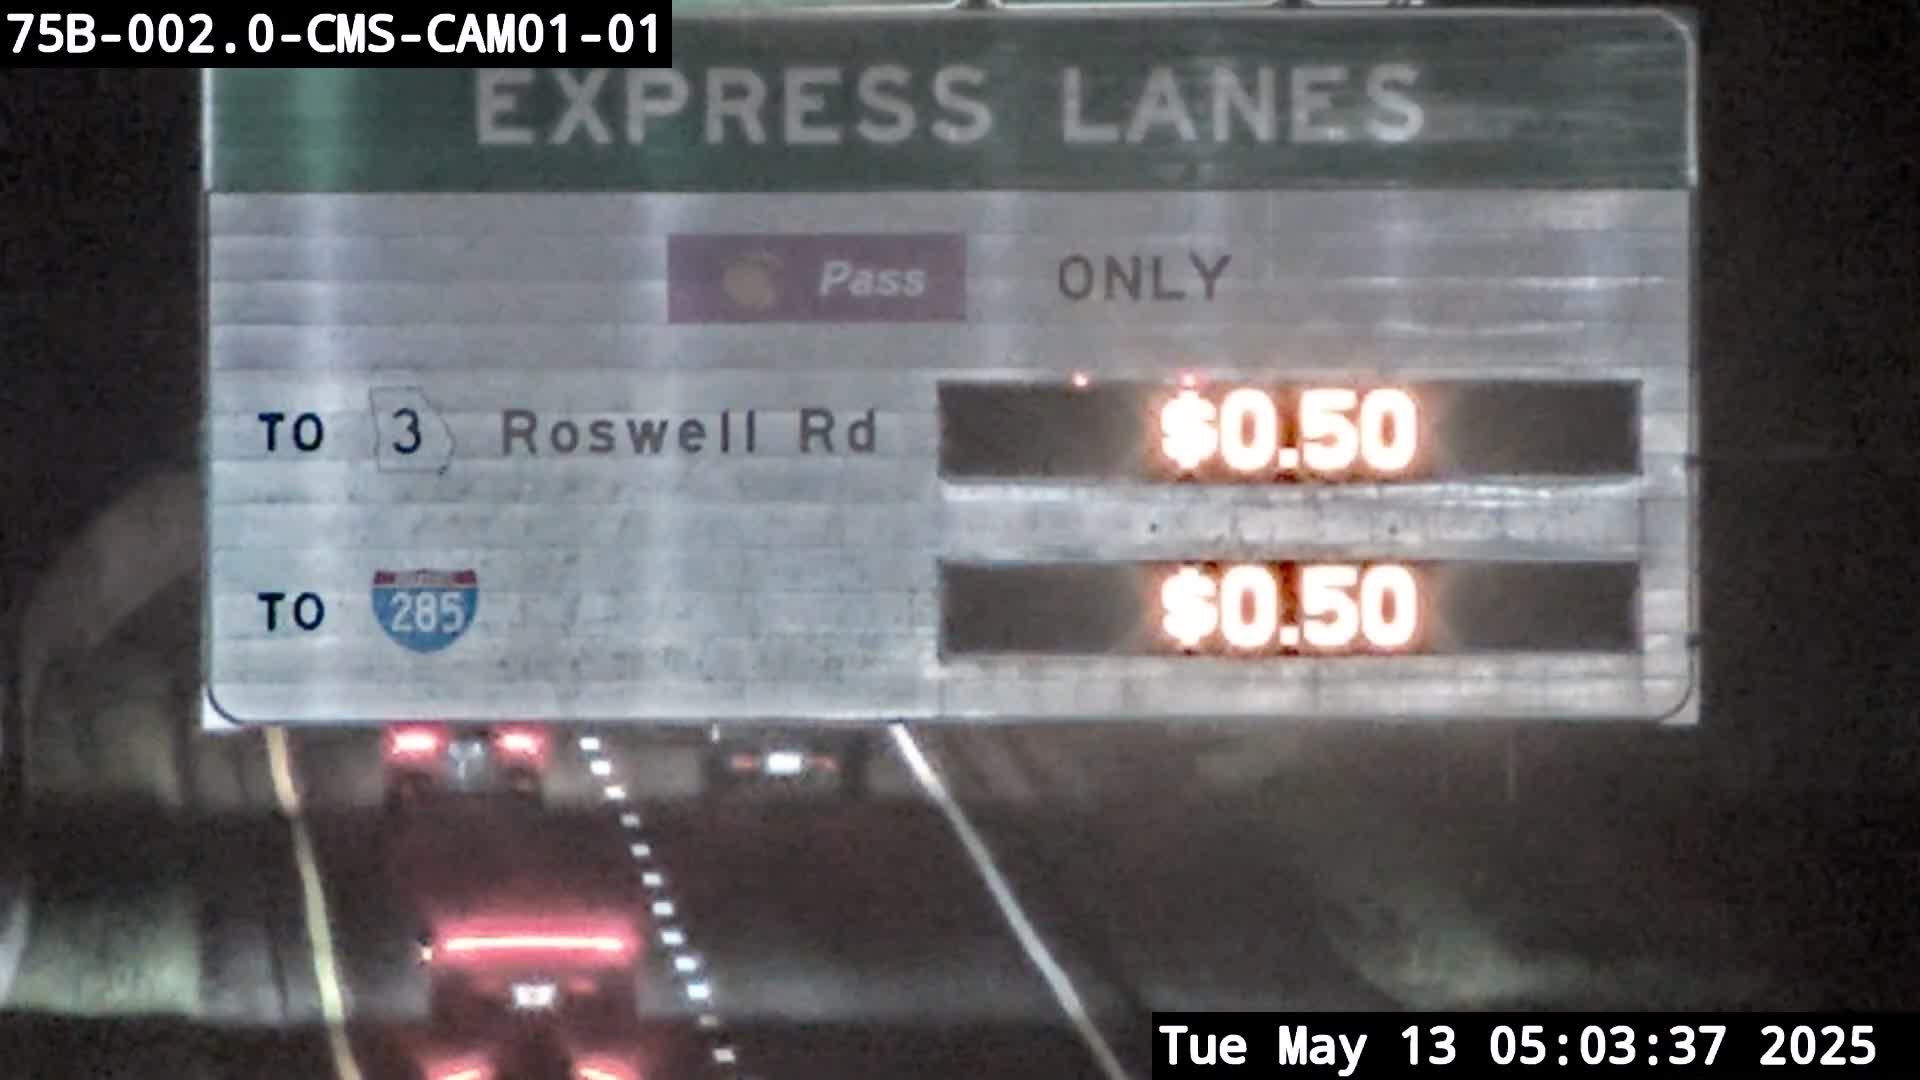 75B-002.0-CMS-CAM01-01
EXPRESS LANES
Pass ONLY
TO 3 Roswell Rd $0.50
TO 285 $0.50
Tue May 13 05:03:37 2025